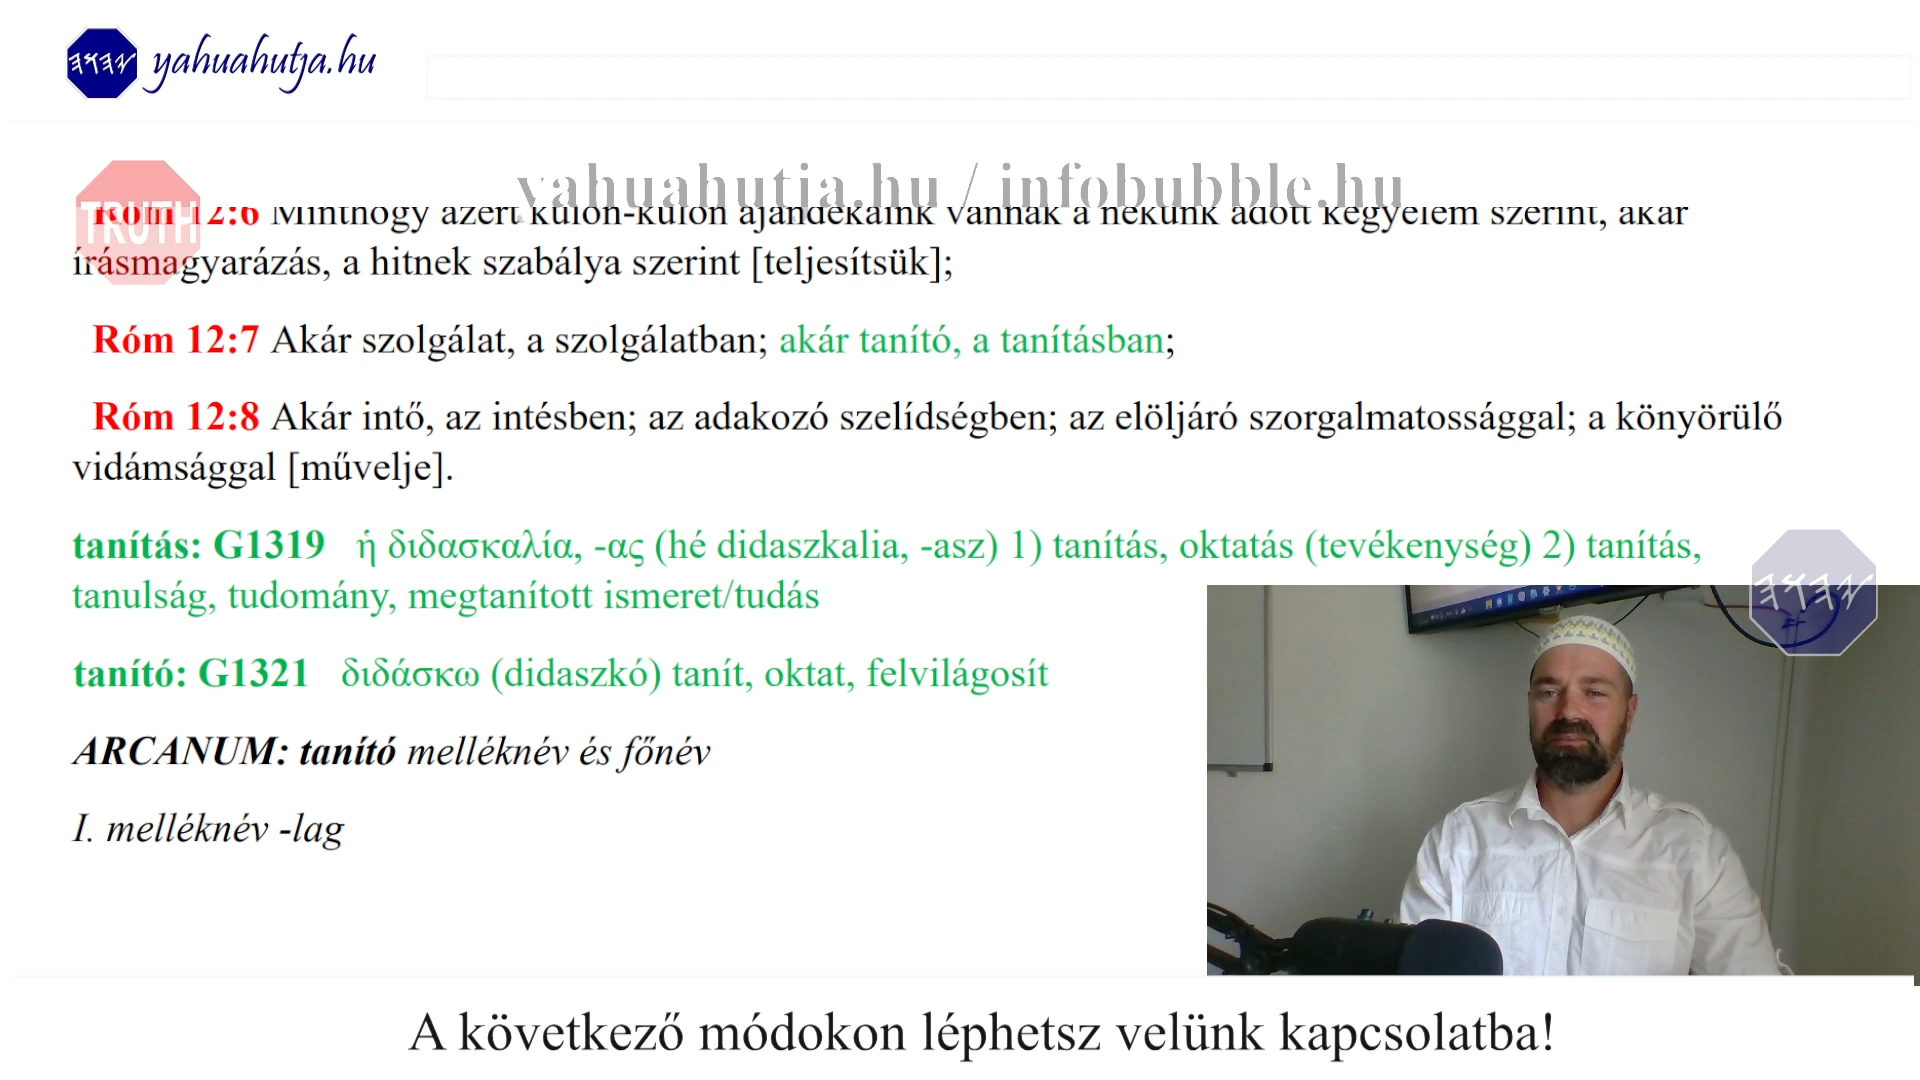 yahuahutja.hu
yahuahutja.hu / infobubble.hu
TRUTH
Róm 12:6 Minthogy azért külön-külön ajándékaink vannak a nékünk adott kegyelem szerint, akár
írásmagyarázás, a hitnek szabálya szerint [teljesítsük];
Róm 12:7 Akár szolgálat, a szolgálatban; akár tanító, a tanításban;
Róm 12:8 Akár intő, az intésben; az adakozó szelídségben; az elöljáró szorgalmatossággal; a könyörülő
vidámsággal [művelje].
tanítás: G1319 ἡ διδασκαλία, -ας (hé didaszkalia, -asz) 1) tanítás, oktatás (tevékenység) 2) tanítás,
tanulság, tudomány, megtanított ismeret/tudás
tanító: G1321 διδάσκω (didaszkó) tanít, oktat, felvilágosít
ARCANUM: tanító melléknév és főnév
I. melléknév -lag
A következő módokon léphetsz velünk kapcsolatba!